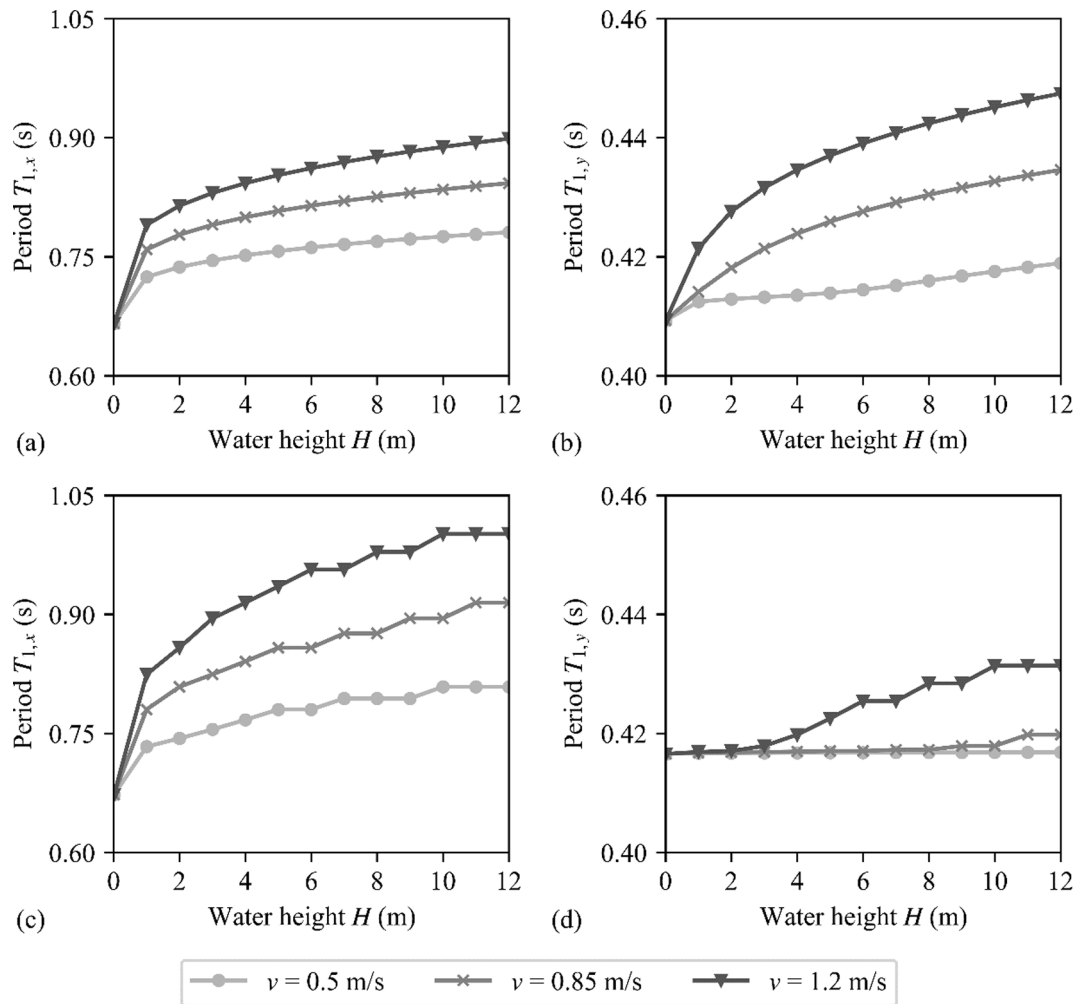 1.05 0.46
0.90 0.44
0.75 0.42
0.60 0.40
Period T1,x (s)
Period T1,y (s)
0 2 4 6 8 10 12 0 2 4 6 8 10 12
(a) Water height H (m) (b) Water height H (m)
1.05 0.46
0.90 0.44
0.75 0.42
0.60 0.40
Period T1,x (s)
Period T1,y (s)
0 2 4 6 8 10 12 0 2 4 6 8 10 12
(c) Water height H (m) (d) Water height H (m)
v = 0.5 m/s v = 0.85 m/s v = 1.2 m/s